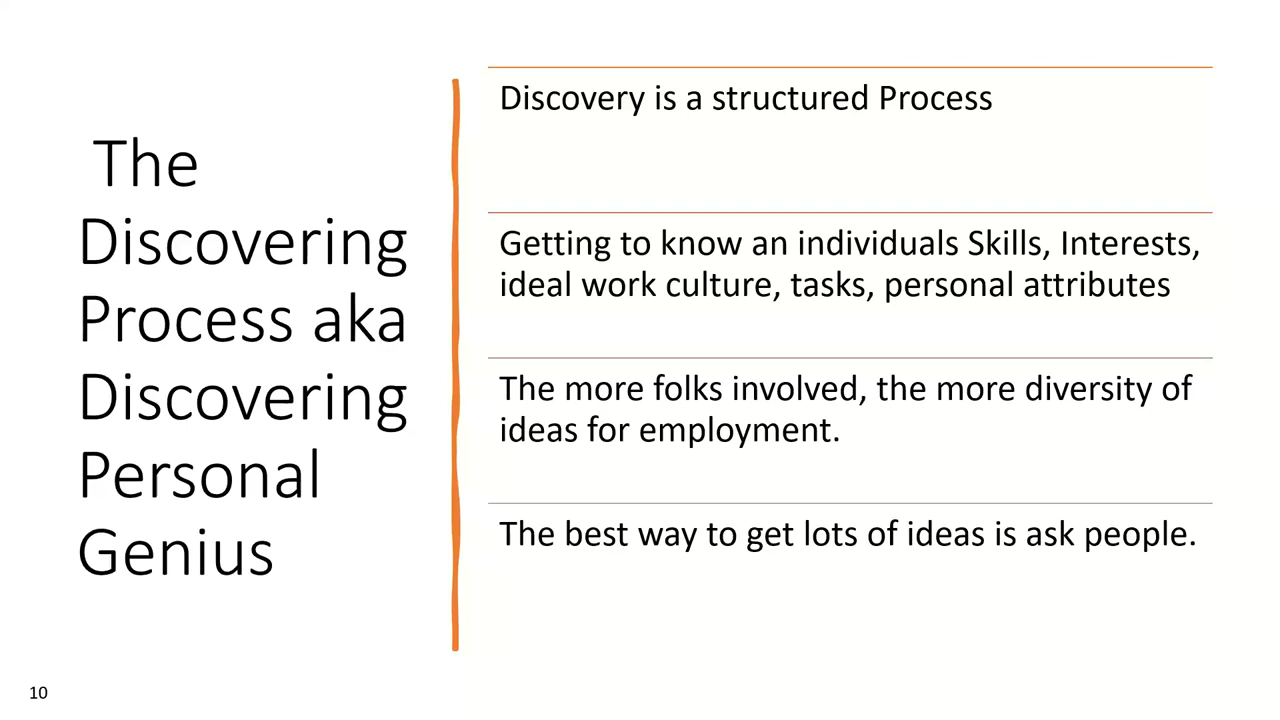 The
Discovering
Process aka
Discovering
Personal
Genius
Discovery is a structured Process
Getting to know an individuals Skills, Interests,
ideal work culture, tasks, personal attributes
The more folks involved, the more diversity of
ideas for employment.
The best way to get lots of ideas is ask people.
10